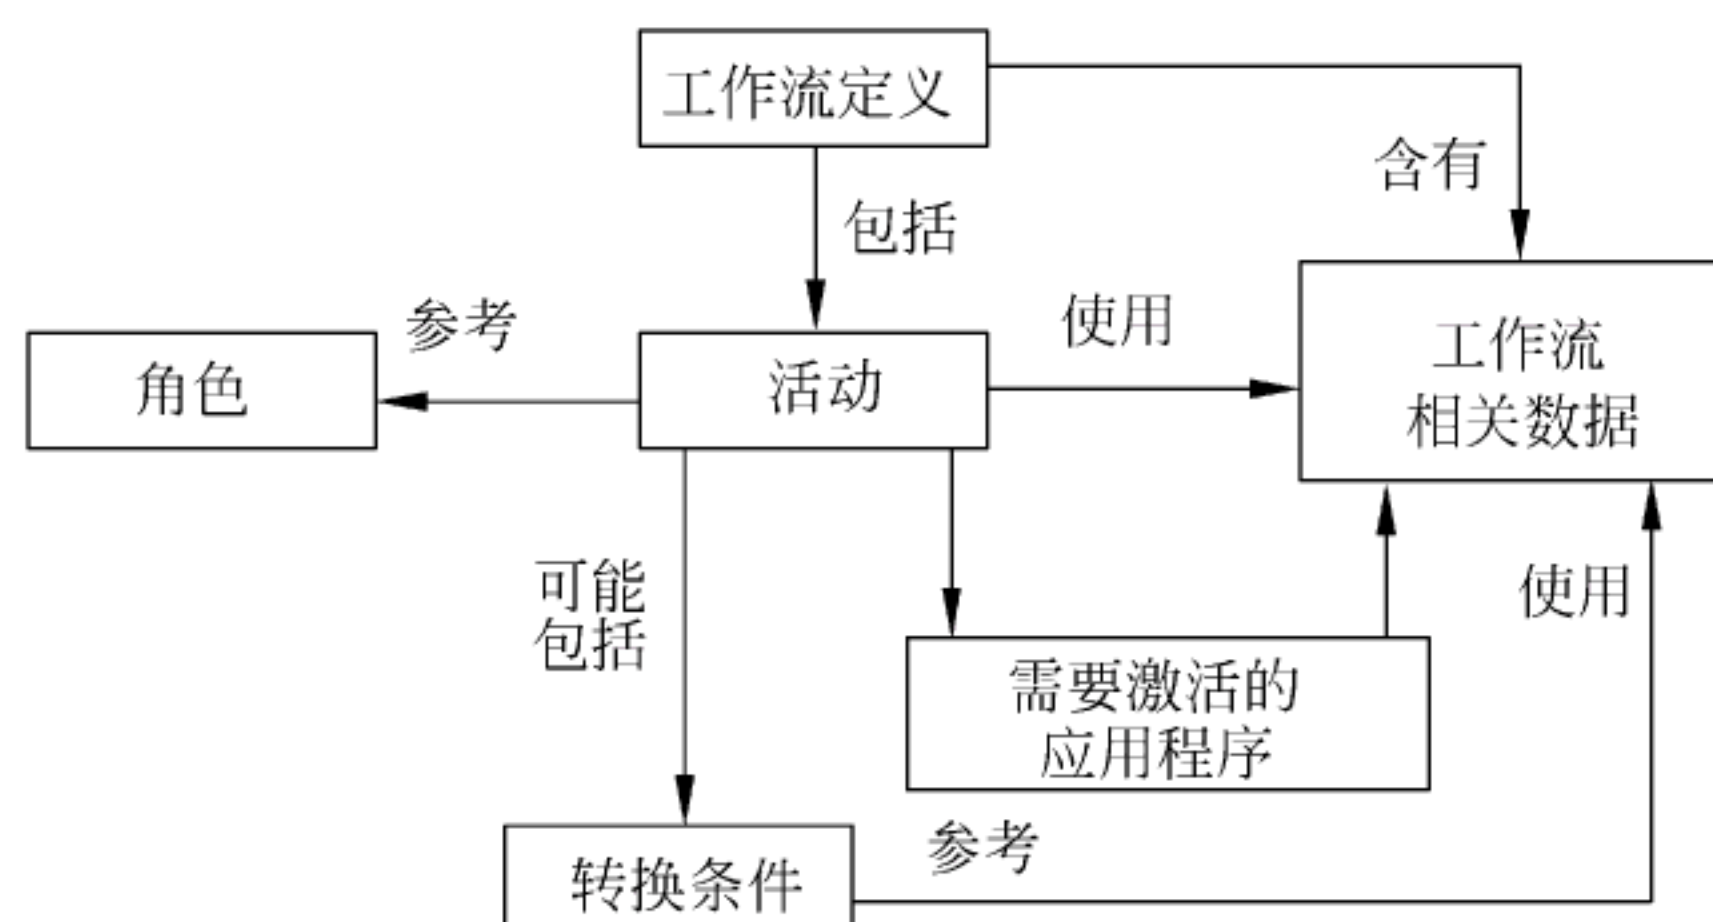 工作流定义
含有
包括
参考
使用
角色
活动
工作流
相关数据
可能
包括
使用
需要激活的
应用程序
参考
转换条件